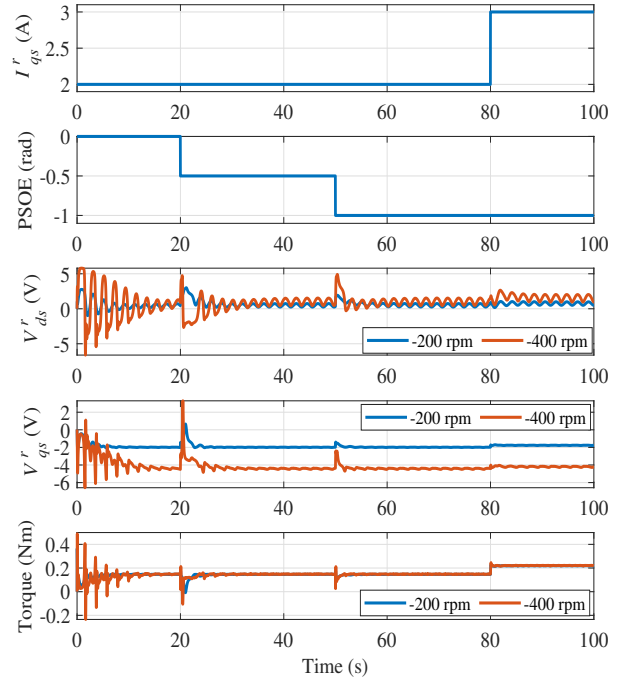 I^r_qs (A)
3
2.5
2
0 20 40 60 80 100
PSOE (rad)
0
-0.5
-1
0 20 40 60 80 100
V^r_ds (V)
5
0
-5
-200 rpm -400 rpm
0 20 40 60 80 100
V^r_qs (V)
2
0
-2
-4
-6
-200 rpm -400 rpm
0 20 40 60 80 100
Torque (Nm)
0.4
0.2
0
-0.2
-200 rpm -400 rpm
0 20 40 60 80 100
Time (s)